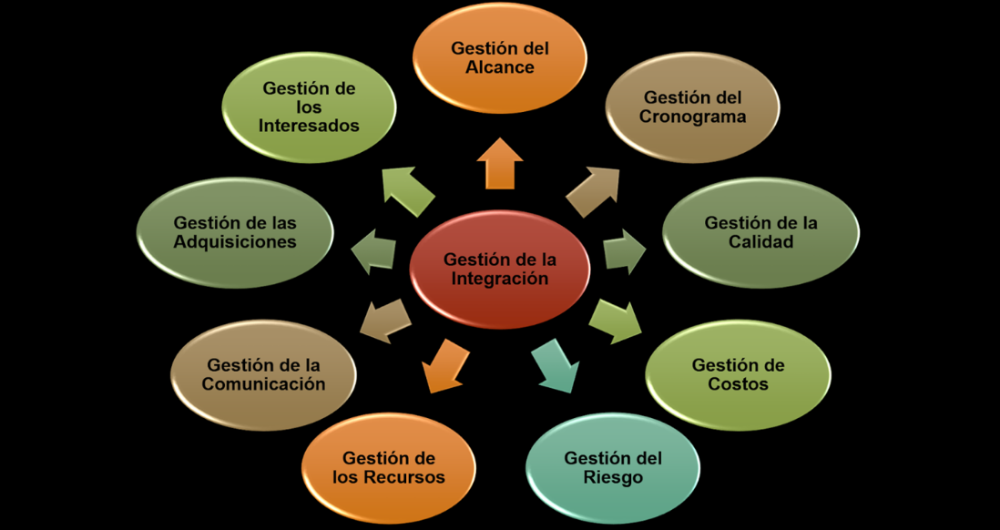 Gestión del
Alcance
Gestión del
Cronograma
Gestión de la
Calidad
Gestión de
Costos
Gestión del
Riesgo
Gestión de
los Recursos
Gestión de la
Comunicación
Gestión de las
Adquisiciones
Gestión de
los
Interesados
Gestión de la
Integración